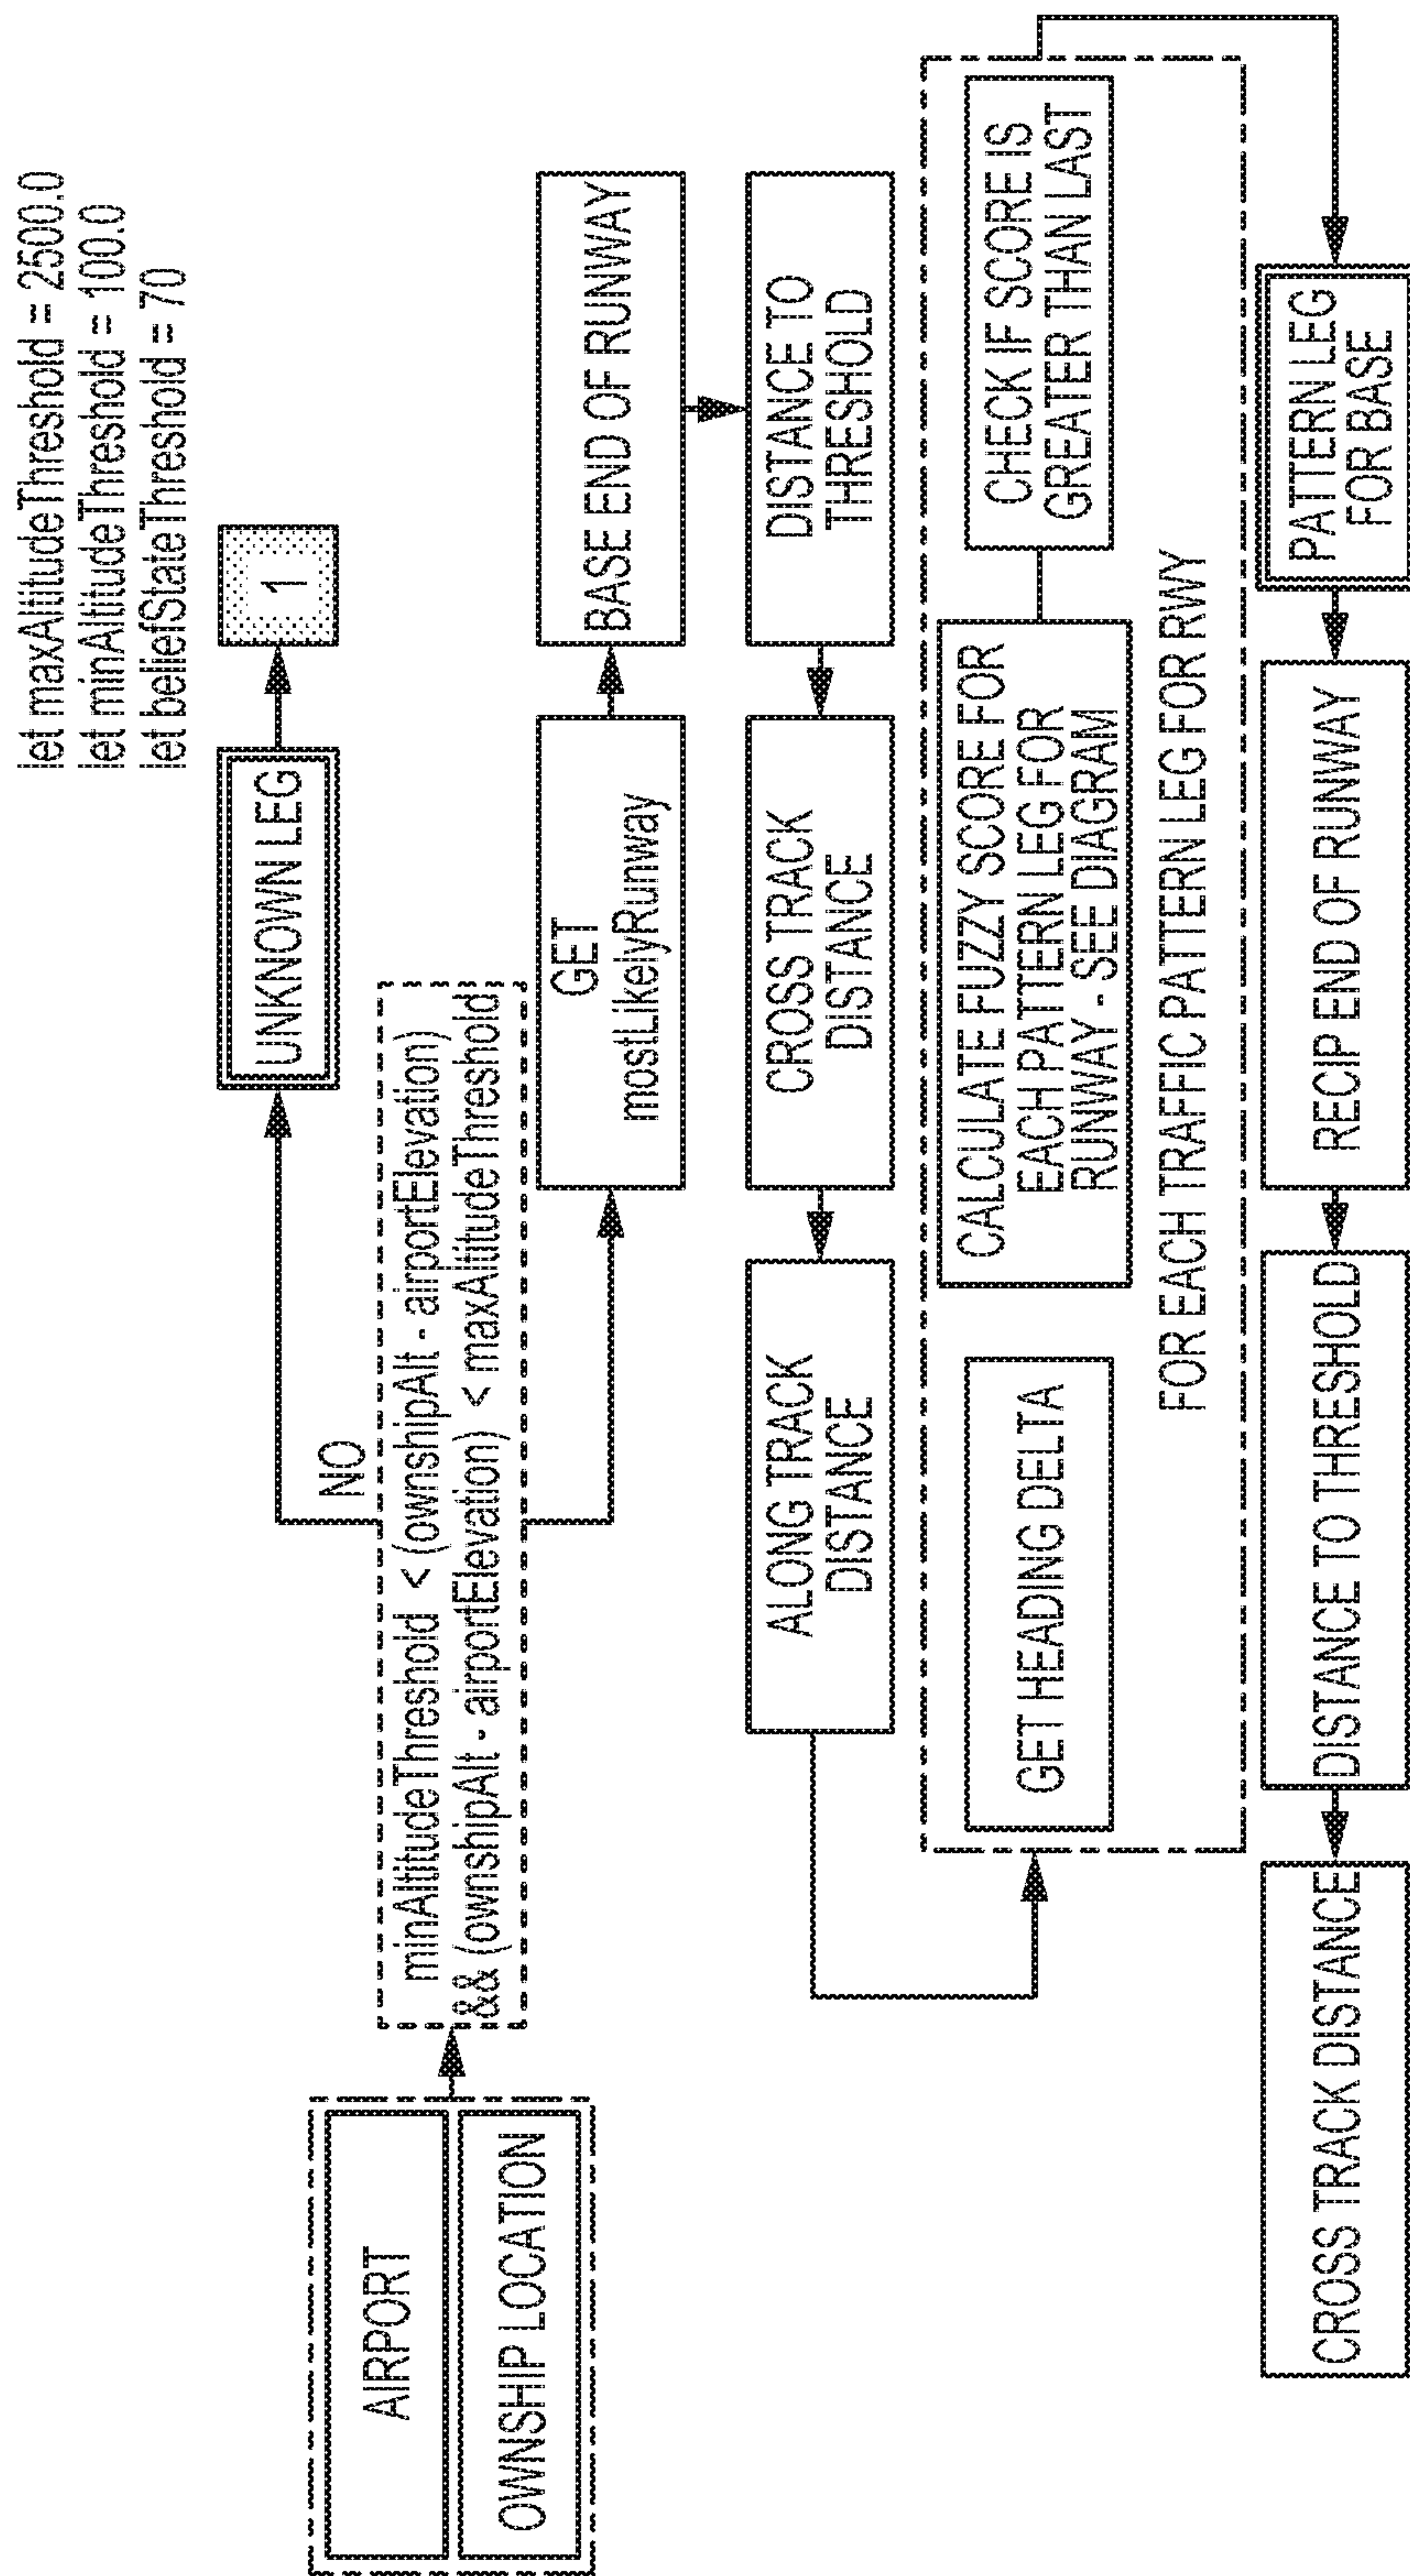 let maxAltitudeThreshold = 2500.0
let minAltitudeThreshold = 100.0
let beliefStateThreshold = 70
AIRPORT
OWNSHIP LOCATION
minAltitudeThreshold < (ownshipAlt - airportElevation)
&& (ownshipAlt - airportElevation) < maxAltitudeThreshold
NO
UNKNOWN LEG
1
GET
mostLikelyRunway
BASE END OF RUNWAY
DISTANCE TO
THRESHOLD
CROSS TRACK
DISTANCE
ALONG TRACK
DISTANCE
GET HEADING DELTA
CALCULATE FUZZY SCORE FOR
EACH PATTERN LEG FOR
RUNWAY - SEE DIAGRAM
CHECK IF SCORE IS
GREATER THAN LAST
FOR EACH TRAFFIC PATTERN LEG FOR RWY
PATTERN LEG
FOR BASE
RECIP END OF RUNWAY
DISTANCE TO THRESHOLD
CROSS TRACK DISTANCE